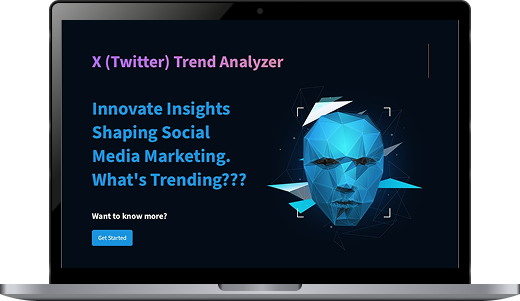 X (Twitter) Trend Analyzer
Innovate Insights
Shaping Social
Media Marketing.
What's Trending???
Want to know more?
Get Started